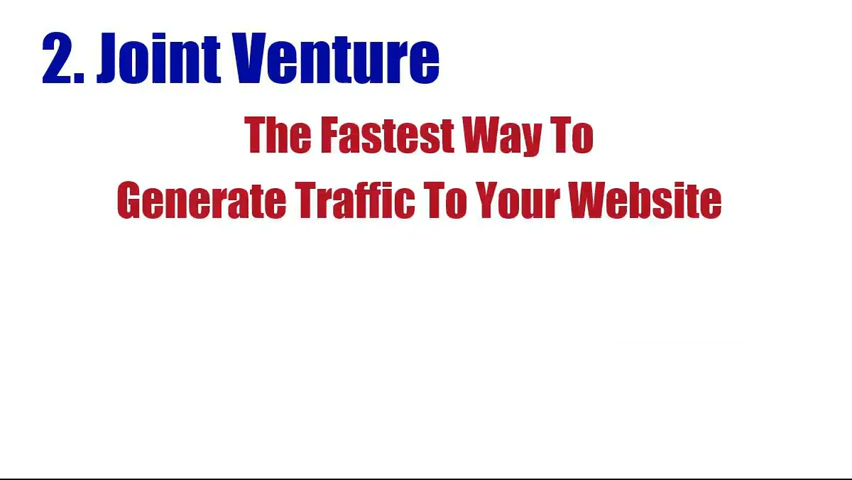 2. Joint Venture
The Fastest Way To
Generate Traffic To Your Website